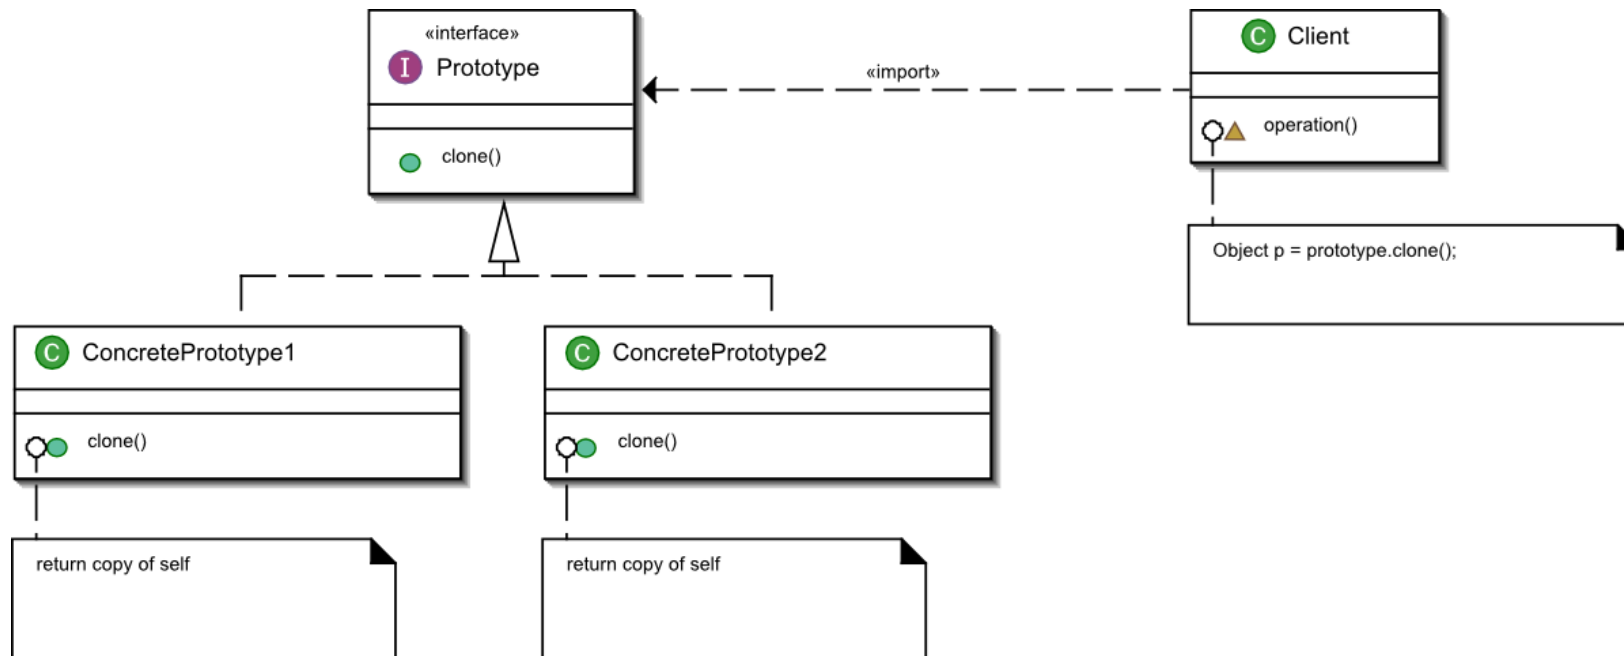 «interface»
I Prototype
clone()
«import»
C Client
operation()
Object p = prototype.clone();
C ConcretePrototype1
clone()
return copy of self
C ConcretePrototype2
clone()
return copy of self